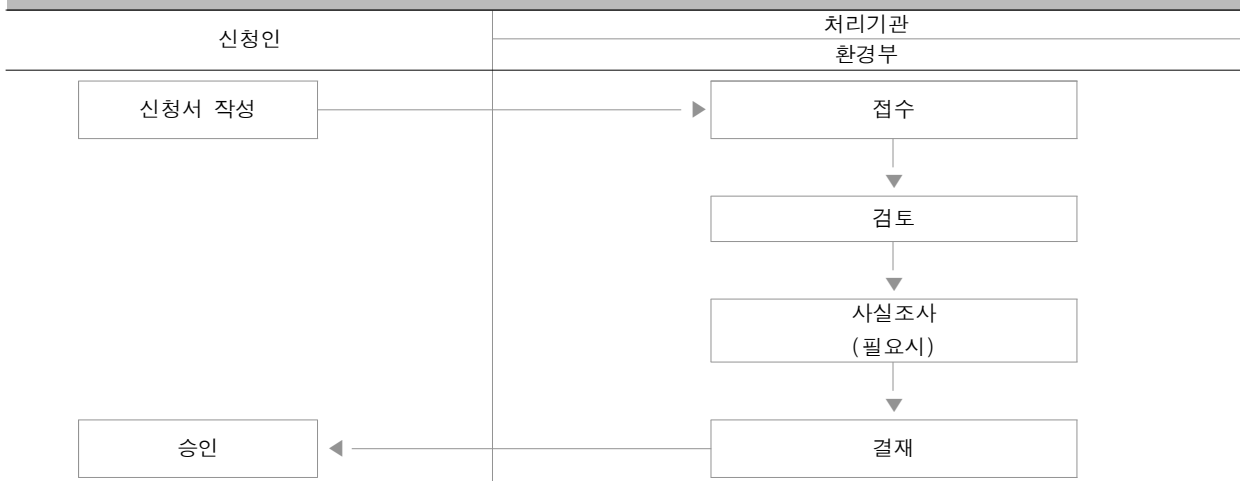 신청인
처리기관
환경부
신청서 작성
접수
검토
사실조사
(필요시)
승인
결재